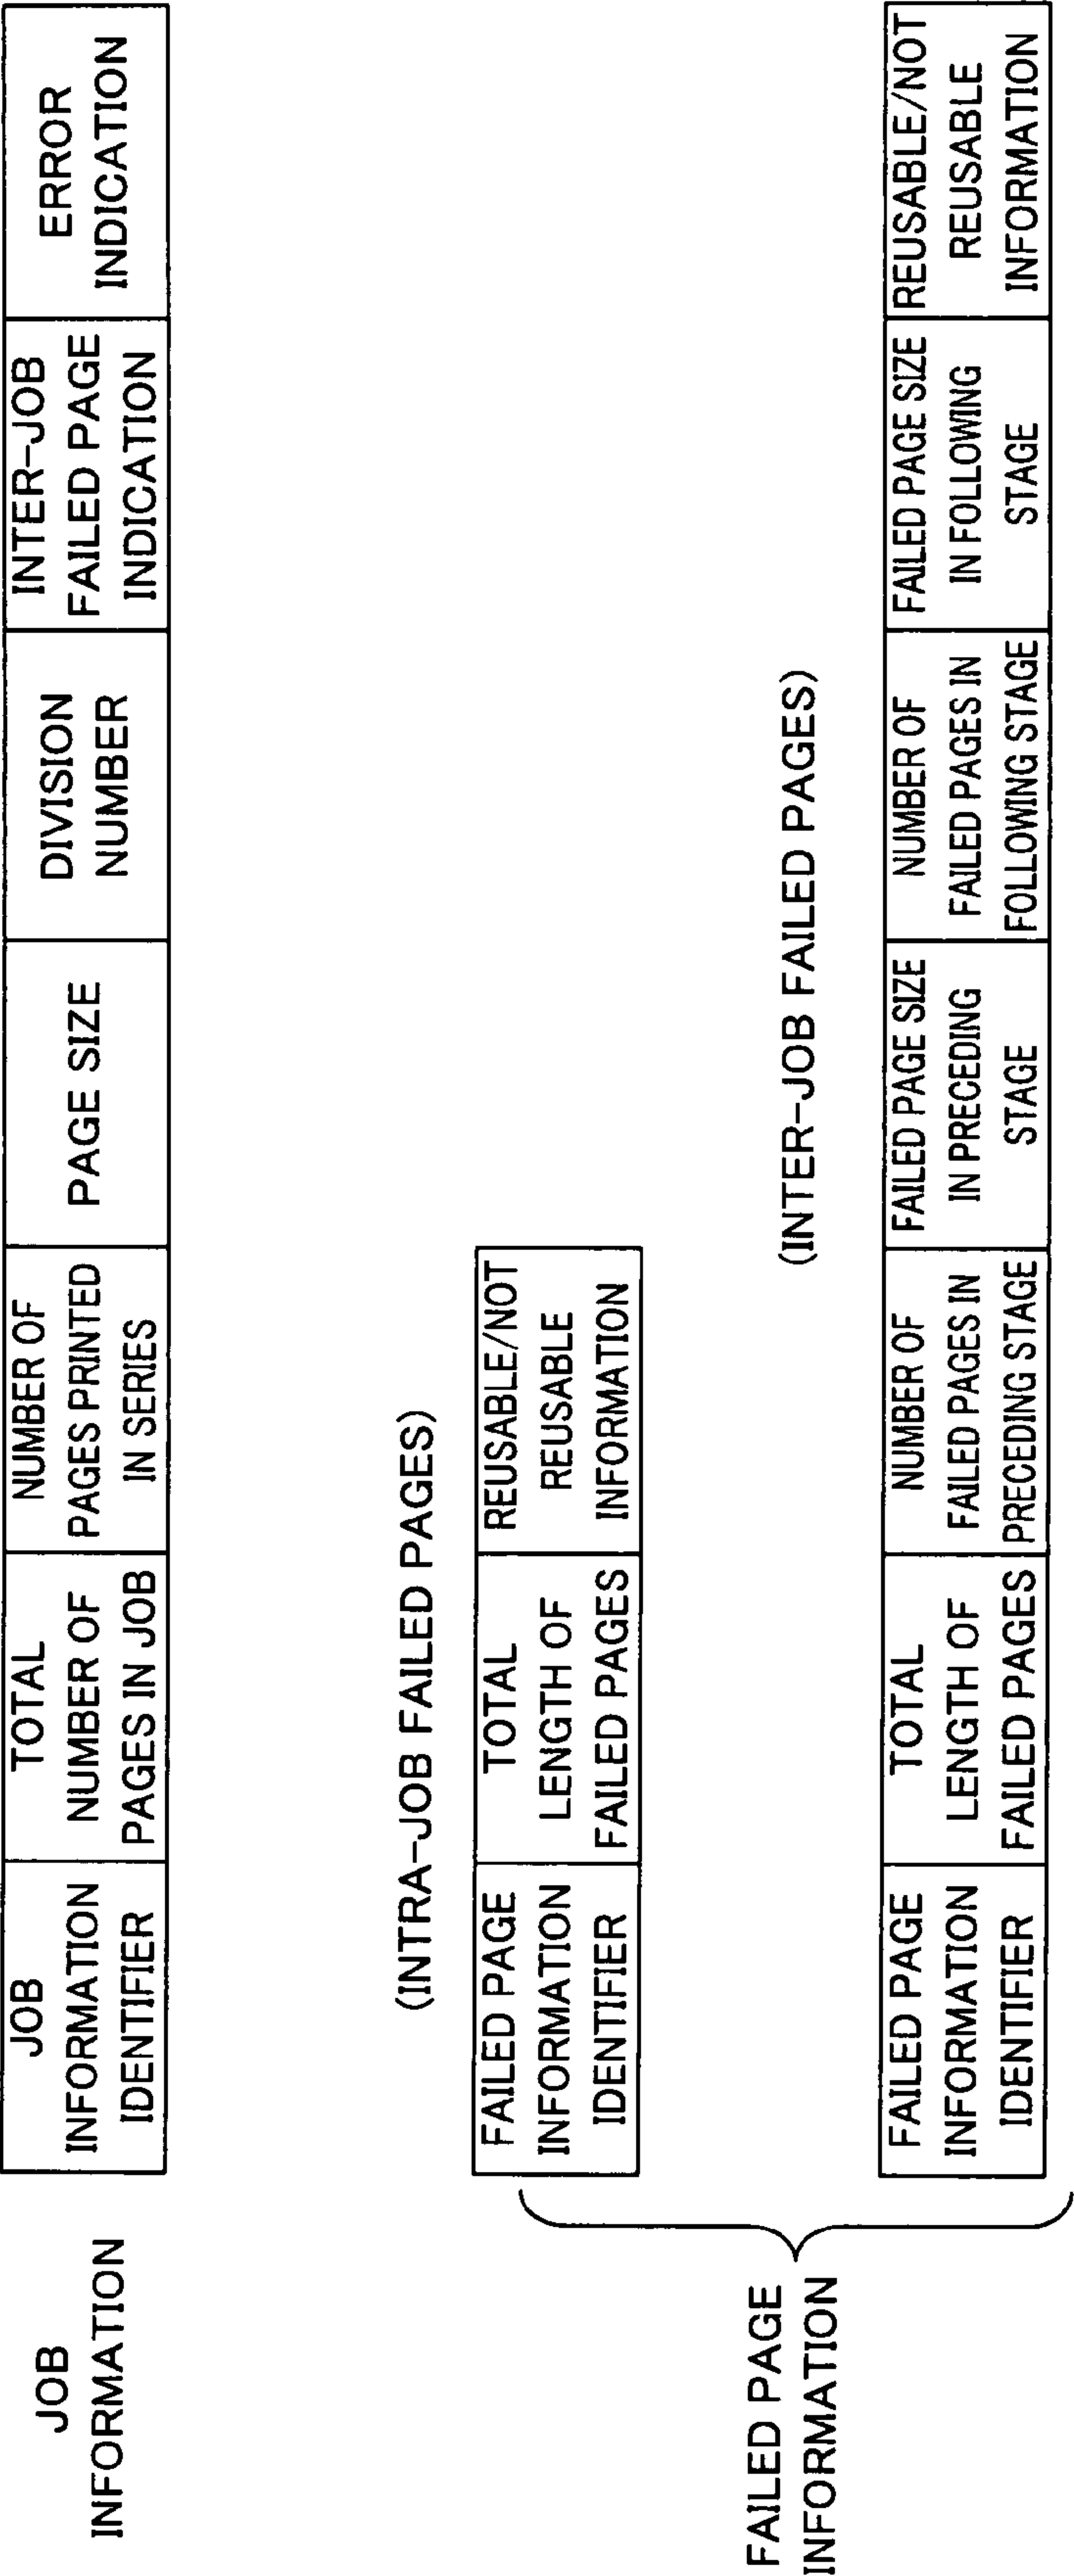 JOB
INFORMATION
JOB
INFORMATION
IDENTIFIER
TOTAL
NUMBER OF
PAGES IN JOB
NUMBER OF
PAGES PRINTED
IN SERIES
PAGE SIZE
DIVISION
NUMBER
INTER-JOB
FAILED PAGE
INDICATION
ERROR
INDICATION
(INTRA-JOB FAILED PAGES)
FAILED PAGE
INFORMATION
IDENTIFIER
TOTAL
LENGTH OF
FAILED PAGES
REUSABLE/NOT
REUSABLE
INFORMATION
FAILED PAGE
INFORMATION
(INTER-JOB FAILED PAGES)
FAILED PAGE
INFORMATION
IDENTIFIER
TOTAL
LENGTH OF
FAILED PAGES
NUMBER OF
FAILED PAGES IN
PRECEDING STAGE
FAILED PAGE SIZE
IN PRECEDING
STAGE
NUMBER OF
FAILED PAGES IN
FOLLOWING STAGE
FAILED PAGE SIZE
IN FOLLOWING
STAGE
REUSABLE/NOT
REUSABLE
INFORMATION